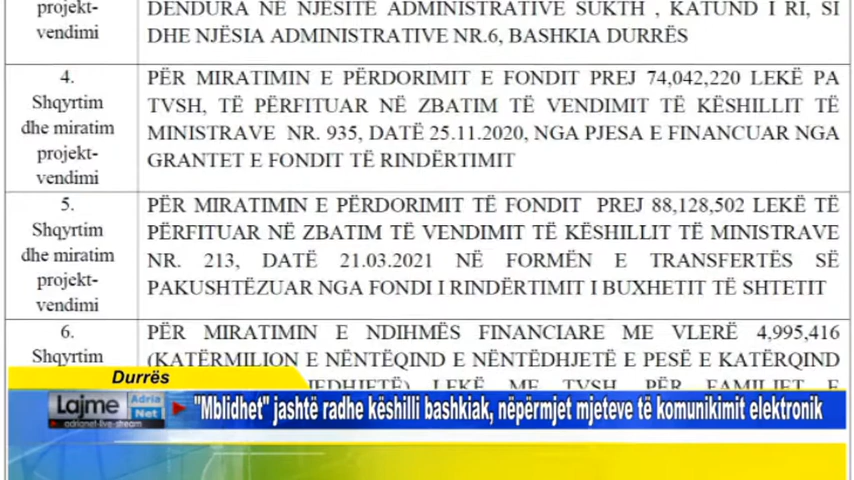 projekt-
vendimi
DENDURA NË NJËSITË ADMINISTRATIVE SUKTH , KATUND I RI, SI
DHE NJËSIA ADMINISTRATIVE NR.6, BASHKIA DURRËS
4.
Shqyrtim
dhe miratim
projekt-
vendimi
PËR MIRATIMIN E PËRDORIMIT E FONDIT PREJ 74,042,220 LEKË PA
TVSH, TË PËRFITUAR NË ZBATIM TË VENDIMIT TË KËSHILLIT TË
MINISTRAVE NR. 935, DATË 25.11.2020, NGA PJESA E FINANCUAR NGA
GRANTET E FONDIT TË RINDËRTIMIT
5.
Shqyrtim
dhe miratim
projekt-
vendimi
PËR MIRATIMIN E PËRDORIMIT TË FONDIT PREJ 88,128,502 LEKË TË
PËRFITUAR NË ZBATIM TË VENDIMIT TË KËSHILLIT TË MINISTRAVE
NR. 213, DATË 21.03.2021 NË FORMËN E TRANSFERTËS SË
PAKUSHTËZUAR NGA FONDI I RINDËRTIMIT I BUXHETIT TË SHTETIT
6.
Shqyrtim
PËR MIRATIMIN E NDIHMËS FINANCIARE ME VLERË 4,995,416
(KATËRMILION E NËNTËQIND E NËNTËDHJETË E PESË E KATËRQIND
LEKË ME TVSH PËR FAMILJET E
Durrës
Lajme Adria Net
adrianet-live-stream
"Mblidhet" jashtë radhe këshilli bashkiak, nëpërmjet mjeteve të komunikimit elektronik